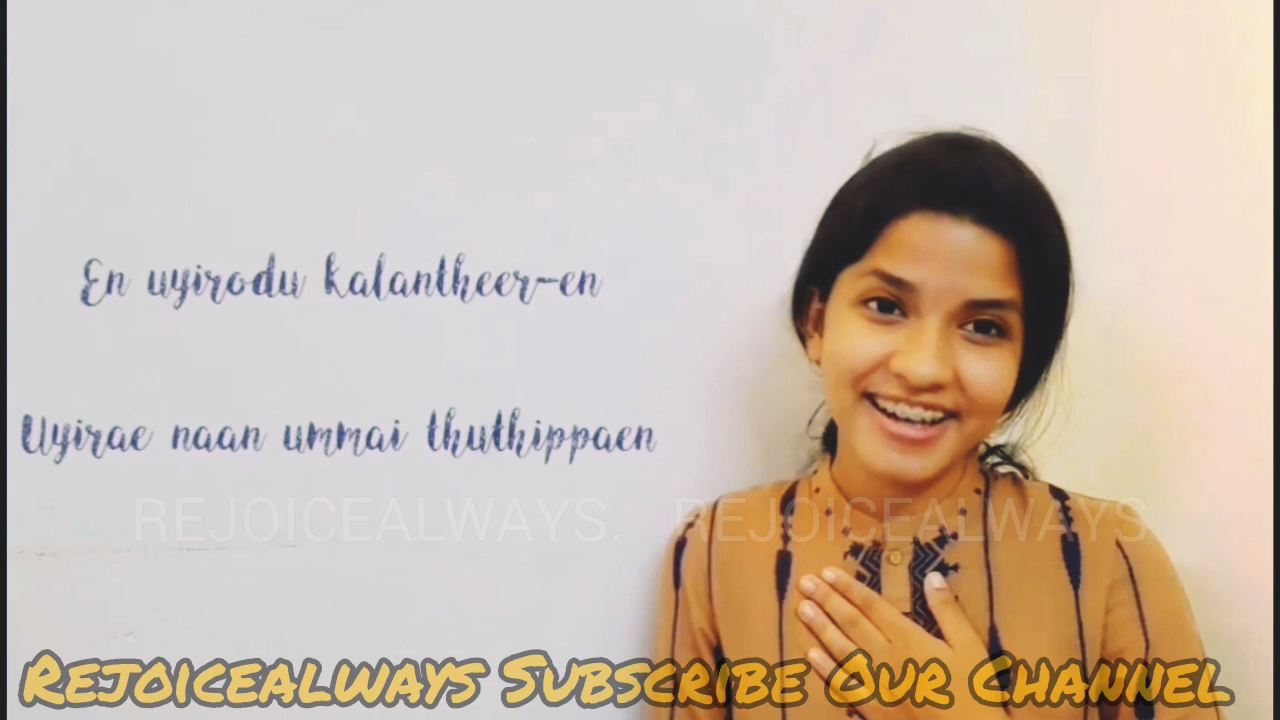 En uyirodu kalantheer-en
Uyirae naan ummai thuthippaen
REJOICEALWAYS. REJOICEALWAYS
Rejoicealways Subscribe Our Channel